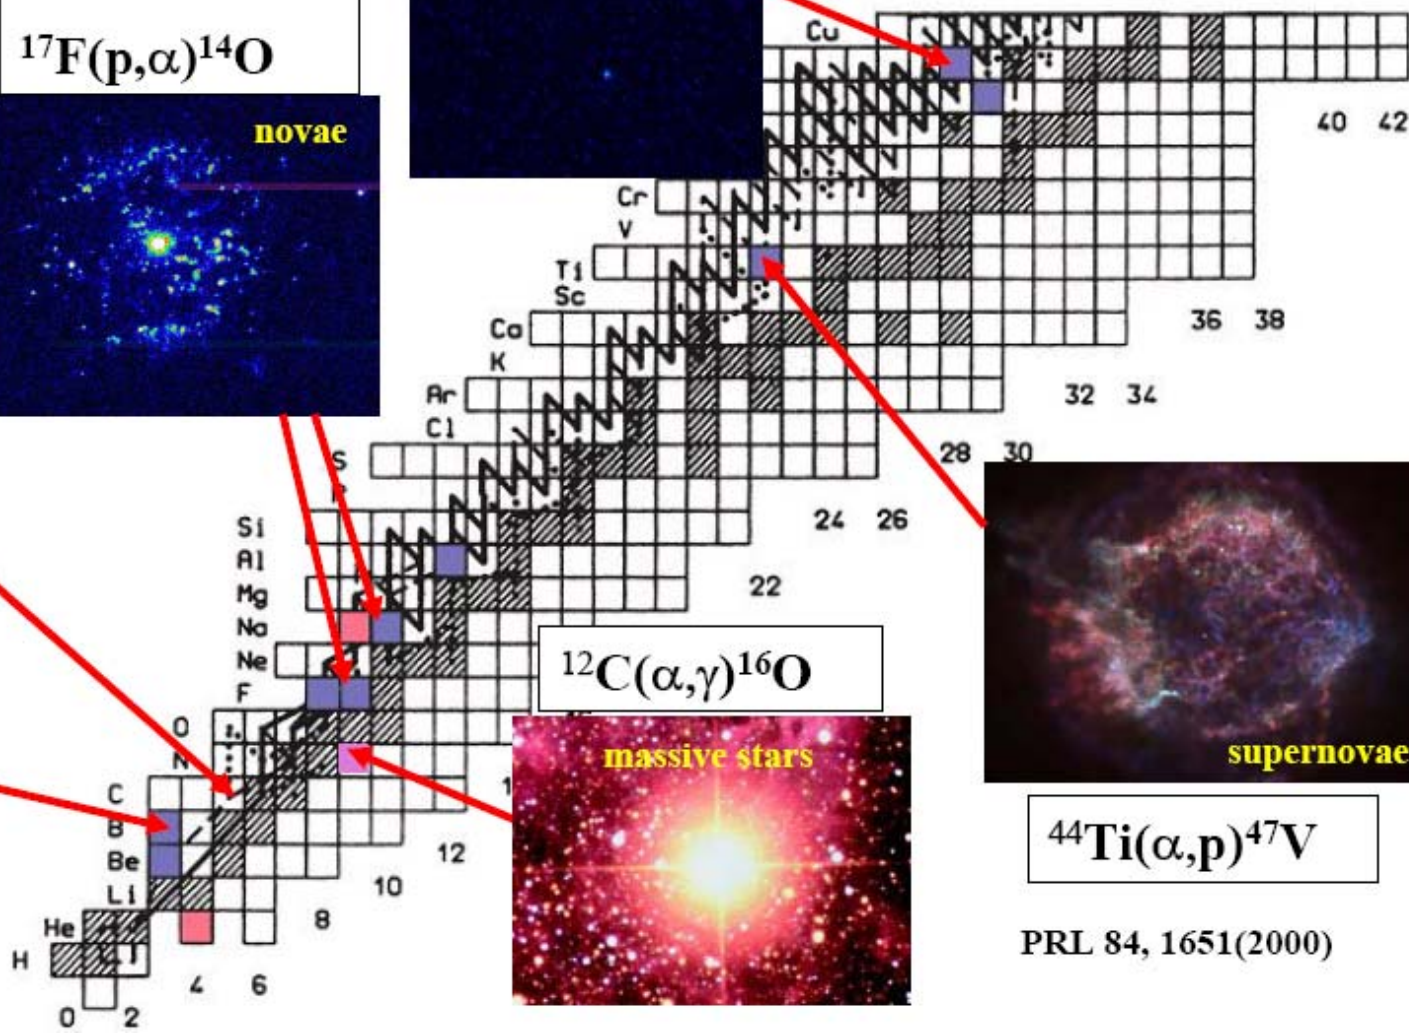 ¹⁷F(p,α)¹⁴O
novae
Cu
40 42
Cr
V
Ti
Sc
36 38
Ca
K
32 34
Ar
Cl
28 30
S
24 26
Si
Al
22
Mg
Na
Ne
¹²C(α,γ)¹⁶O
F
O
massive stars
supernovae
N
C
B
⁴⁴Ti(α,p)⁴⁷V
12
Be
10
Li
8
He
PRL 84, 1651(2000)
H
4 6
0 2